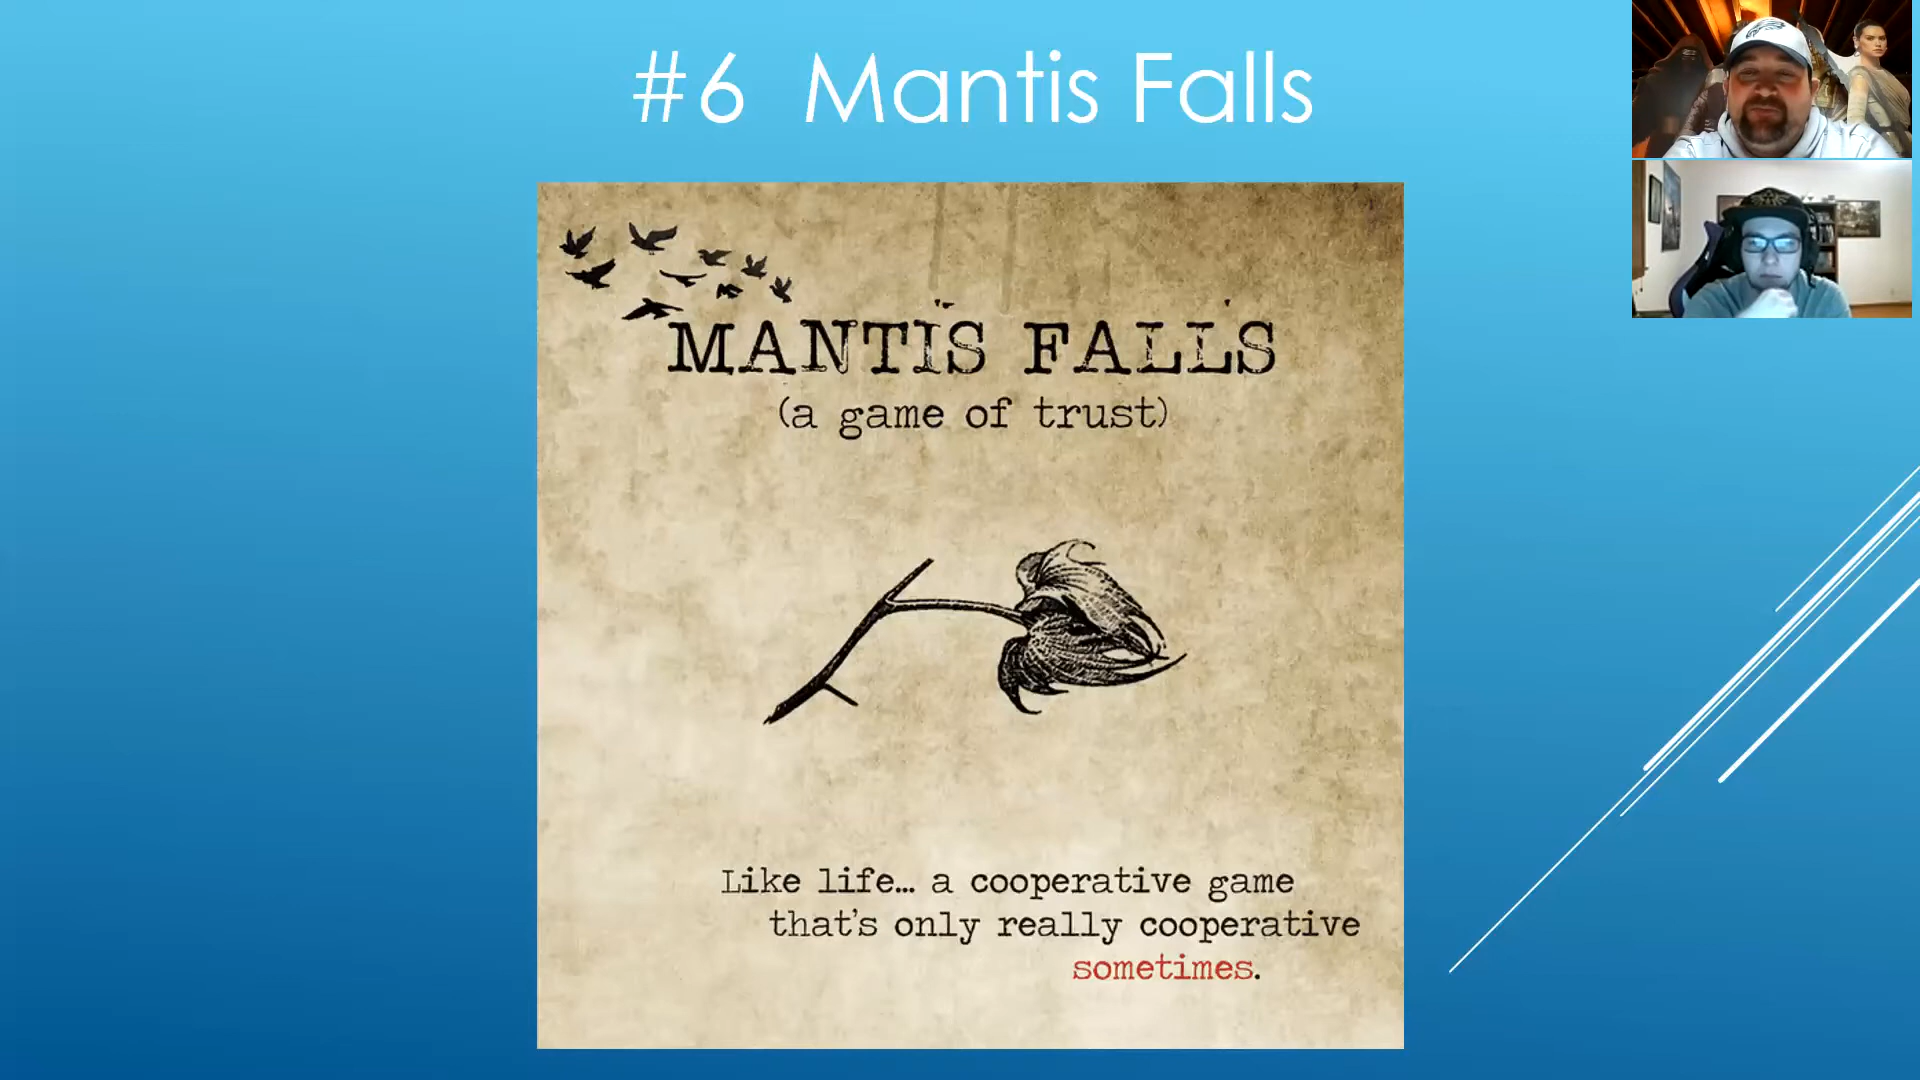 #6 Mantis Falls
MANTIS FALLS
(a game of trust)
Like life... a cooperative game
that's only really cooperative
sometimes.